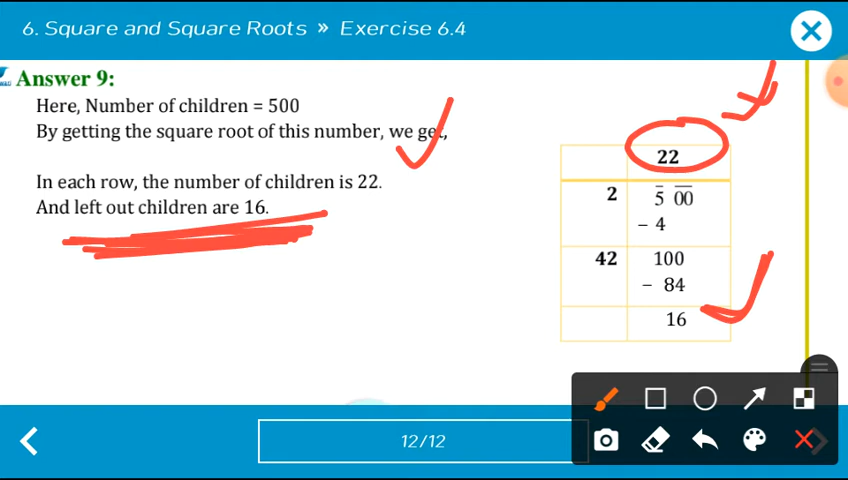 6. Square and Square Roots » Exercise 6.4
Answer 9:
Here, Number of children = 500
By getting the square root of this number, we get,
In each row, the number of children is 22.
And left out children are 16.
22
2 5 00
– 4
42 100
– 84
16
12/12